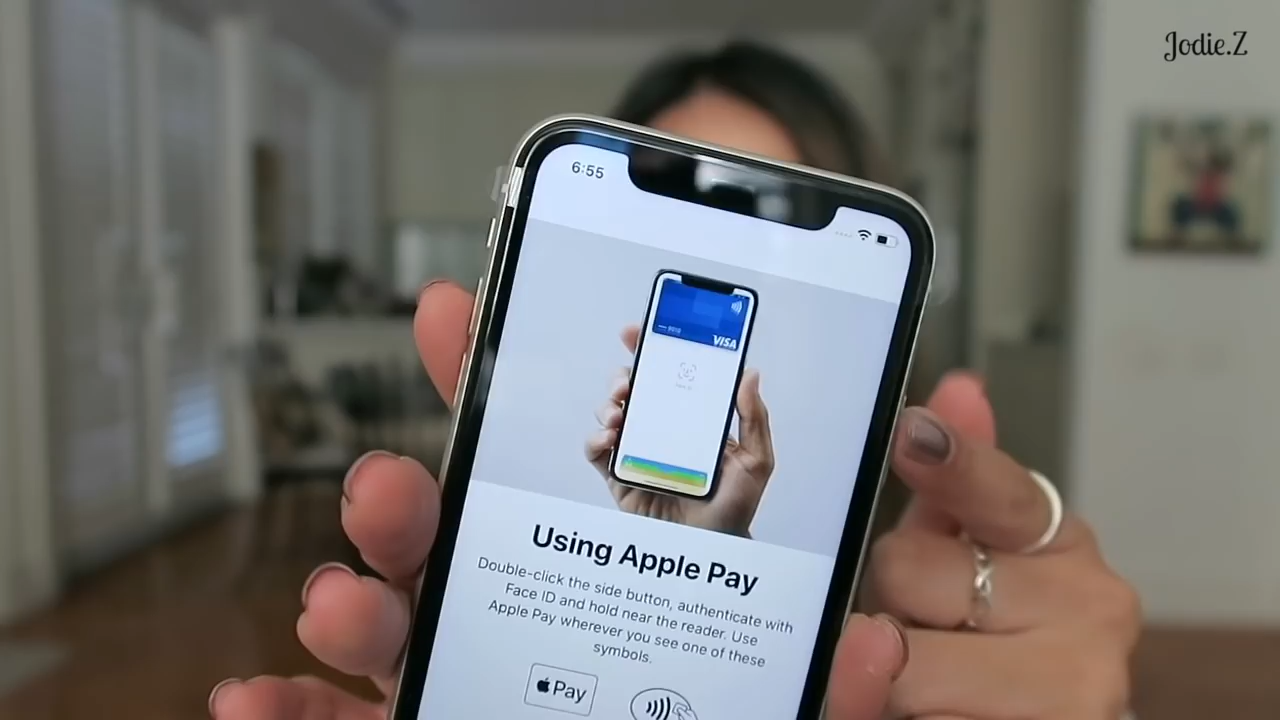 Jodie.Z
6:55
VISA
Using Apple Pay
Double-click the side button, authenticate with
Face ID and hold near the reader. Use
Apple Pay wherever you see one of these
symbols.
Pay